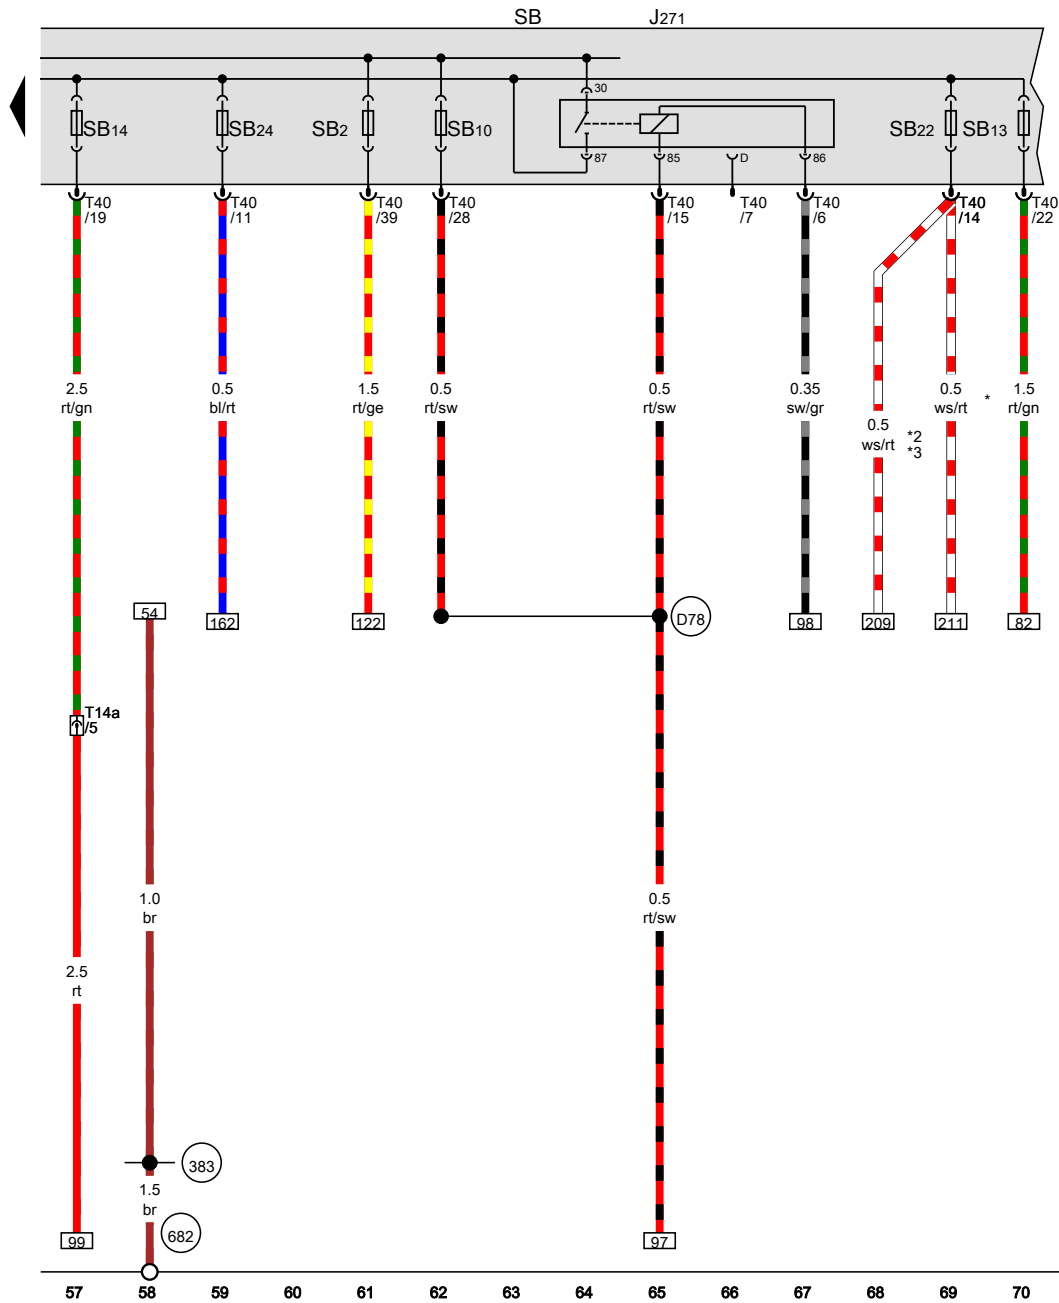 SB J271
30
SB14 SB24 SB2 SB10 SB22 SB13
87 85 D 86
T40 T40 T40 T40 T40 T40 T40 T40 T40
/19 /11 /39 /28 /15 /7 /6 /14 /22
2.5 0.5 1.5 0.5 0.5 0.35 0.5 * 1.5
rt/gn bl/rt rt/ge rt/sw rt/sw sw/gr ws/rt rt/gn
0.5 *2
ws/rt *3
54 162 122 D78 98 209 211 82
T14a
/5
1.0 0.5
br rt/sw
2.5
rt
383
1.5
br
682
99 97
57 58 59 60 61 62 63 64 65 66 67 68 69 70